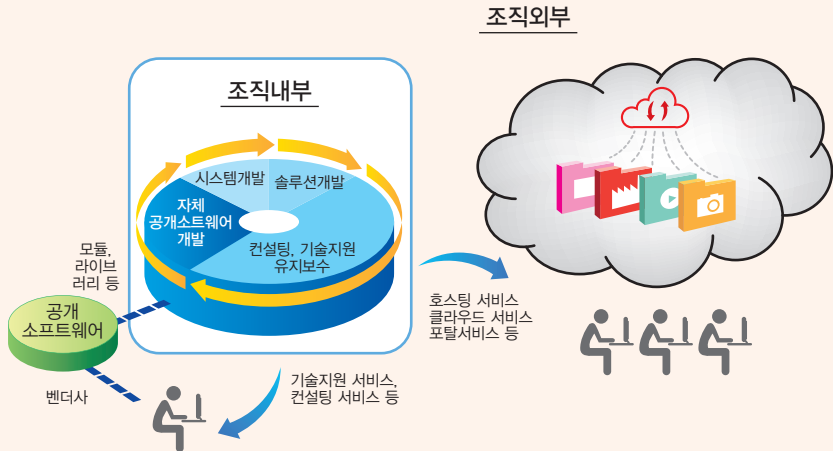 조직외부
조직내부
시스템개발
솔루션개발
자체
공개소트웨어
개발
컨설팅, 기술지원
유지보수
모듈,
라이브
러리 등
공개
소프트웨어
벤더사
호스팅 서비스
클라우드 서비스
포탈서비스 등
기술지원 서비스,
컨설팅 서비스 등